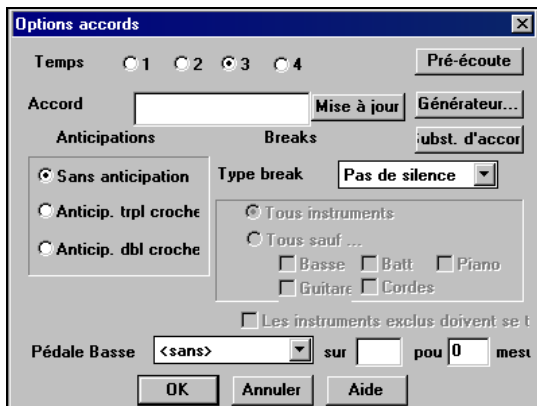 Options accords
Temps 1 2 3 4 Pré-écoute
Accord Mise à jour Générateur...
Anticipations Breaks ubst. d'accor
Sans anticipation Type break Pas de silence
Anticip. trpl croche Tous instruments
Anticip. dbl croche Tous sauf ...
Basse Batt Piano
Guitare Cordes
Les instruments exclus doivent se t
Pédale Basse <sans> sur pou 0 mesu
OK Annuler Aide